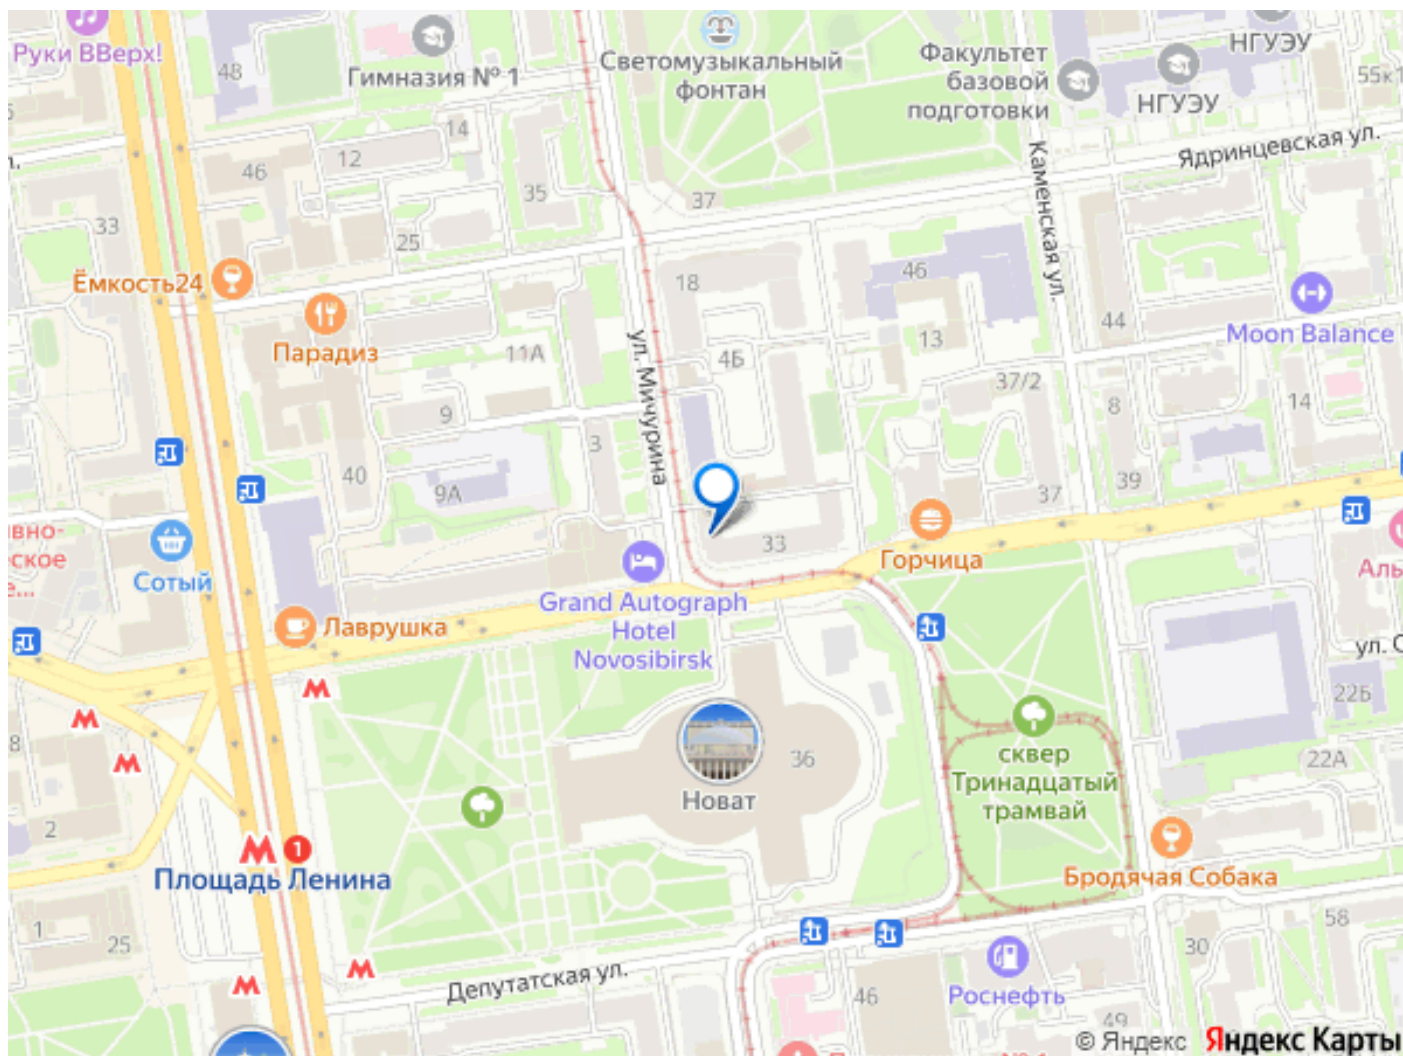 Руки ВВерх!
48
Гимназия № 1
Светомузыкальный
фонтан
Факультет
базовой
подготовки
НГУЭУ
НГУЭУ
55к1
Ядринцевская ул.
Каменская ул.
14
12
46
35
37
33
25
Ёмкость24
Парадиз
18
46
44
Moon Balance
13
4Б
11А
ул. Мичурина
37/2
9
3
8
14
40
9А
39
37
Сотый
33
Горчица
Grand Autograph
Hotel
Novosibirsk
Лаврушка
ул. С
22Б
22А
36
Новат
сквер
Тринадцатый
трамвай
8
2
1
Площадь Ленина
Бродячая Собака
1
25
58
30
Депутатская ул.
Роснефть
46
49
© Яндекс Яндекс Карты